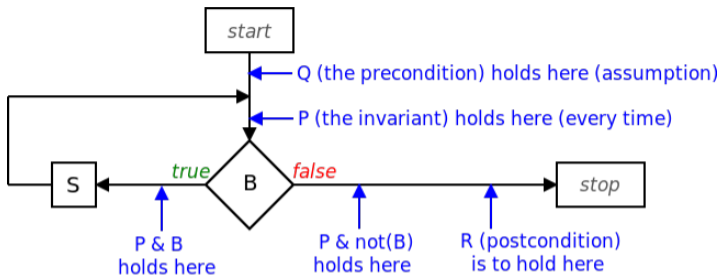 start
Q (the precondition) holds here (assumption)
P (the invariant) holds here (every time)
true
false
S
B
stop
P & B
holds here
P & not(B)
holds here
R (postcondition)
is to hold here